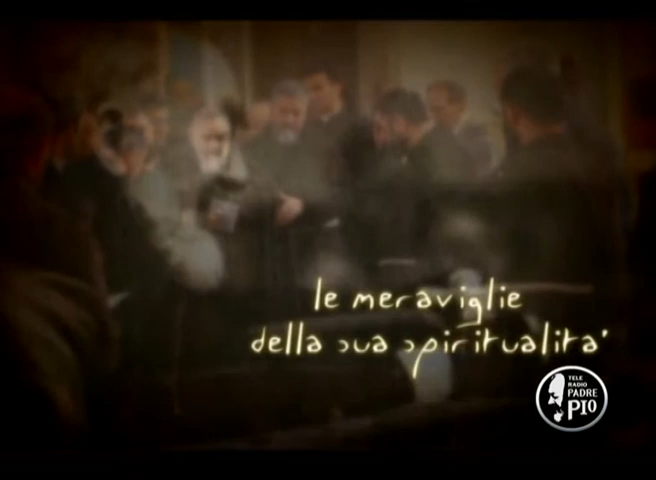 le meraviglie
della sua spiritualita'
TELE
RADIO
PADRE
PIO